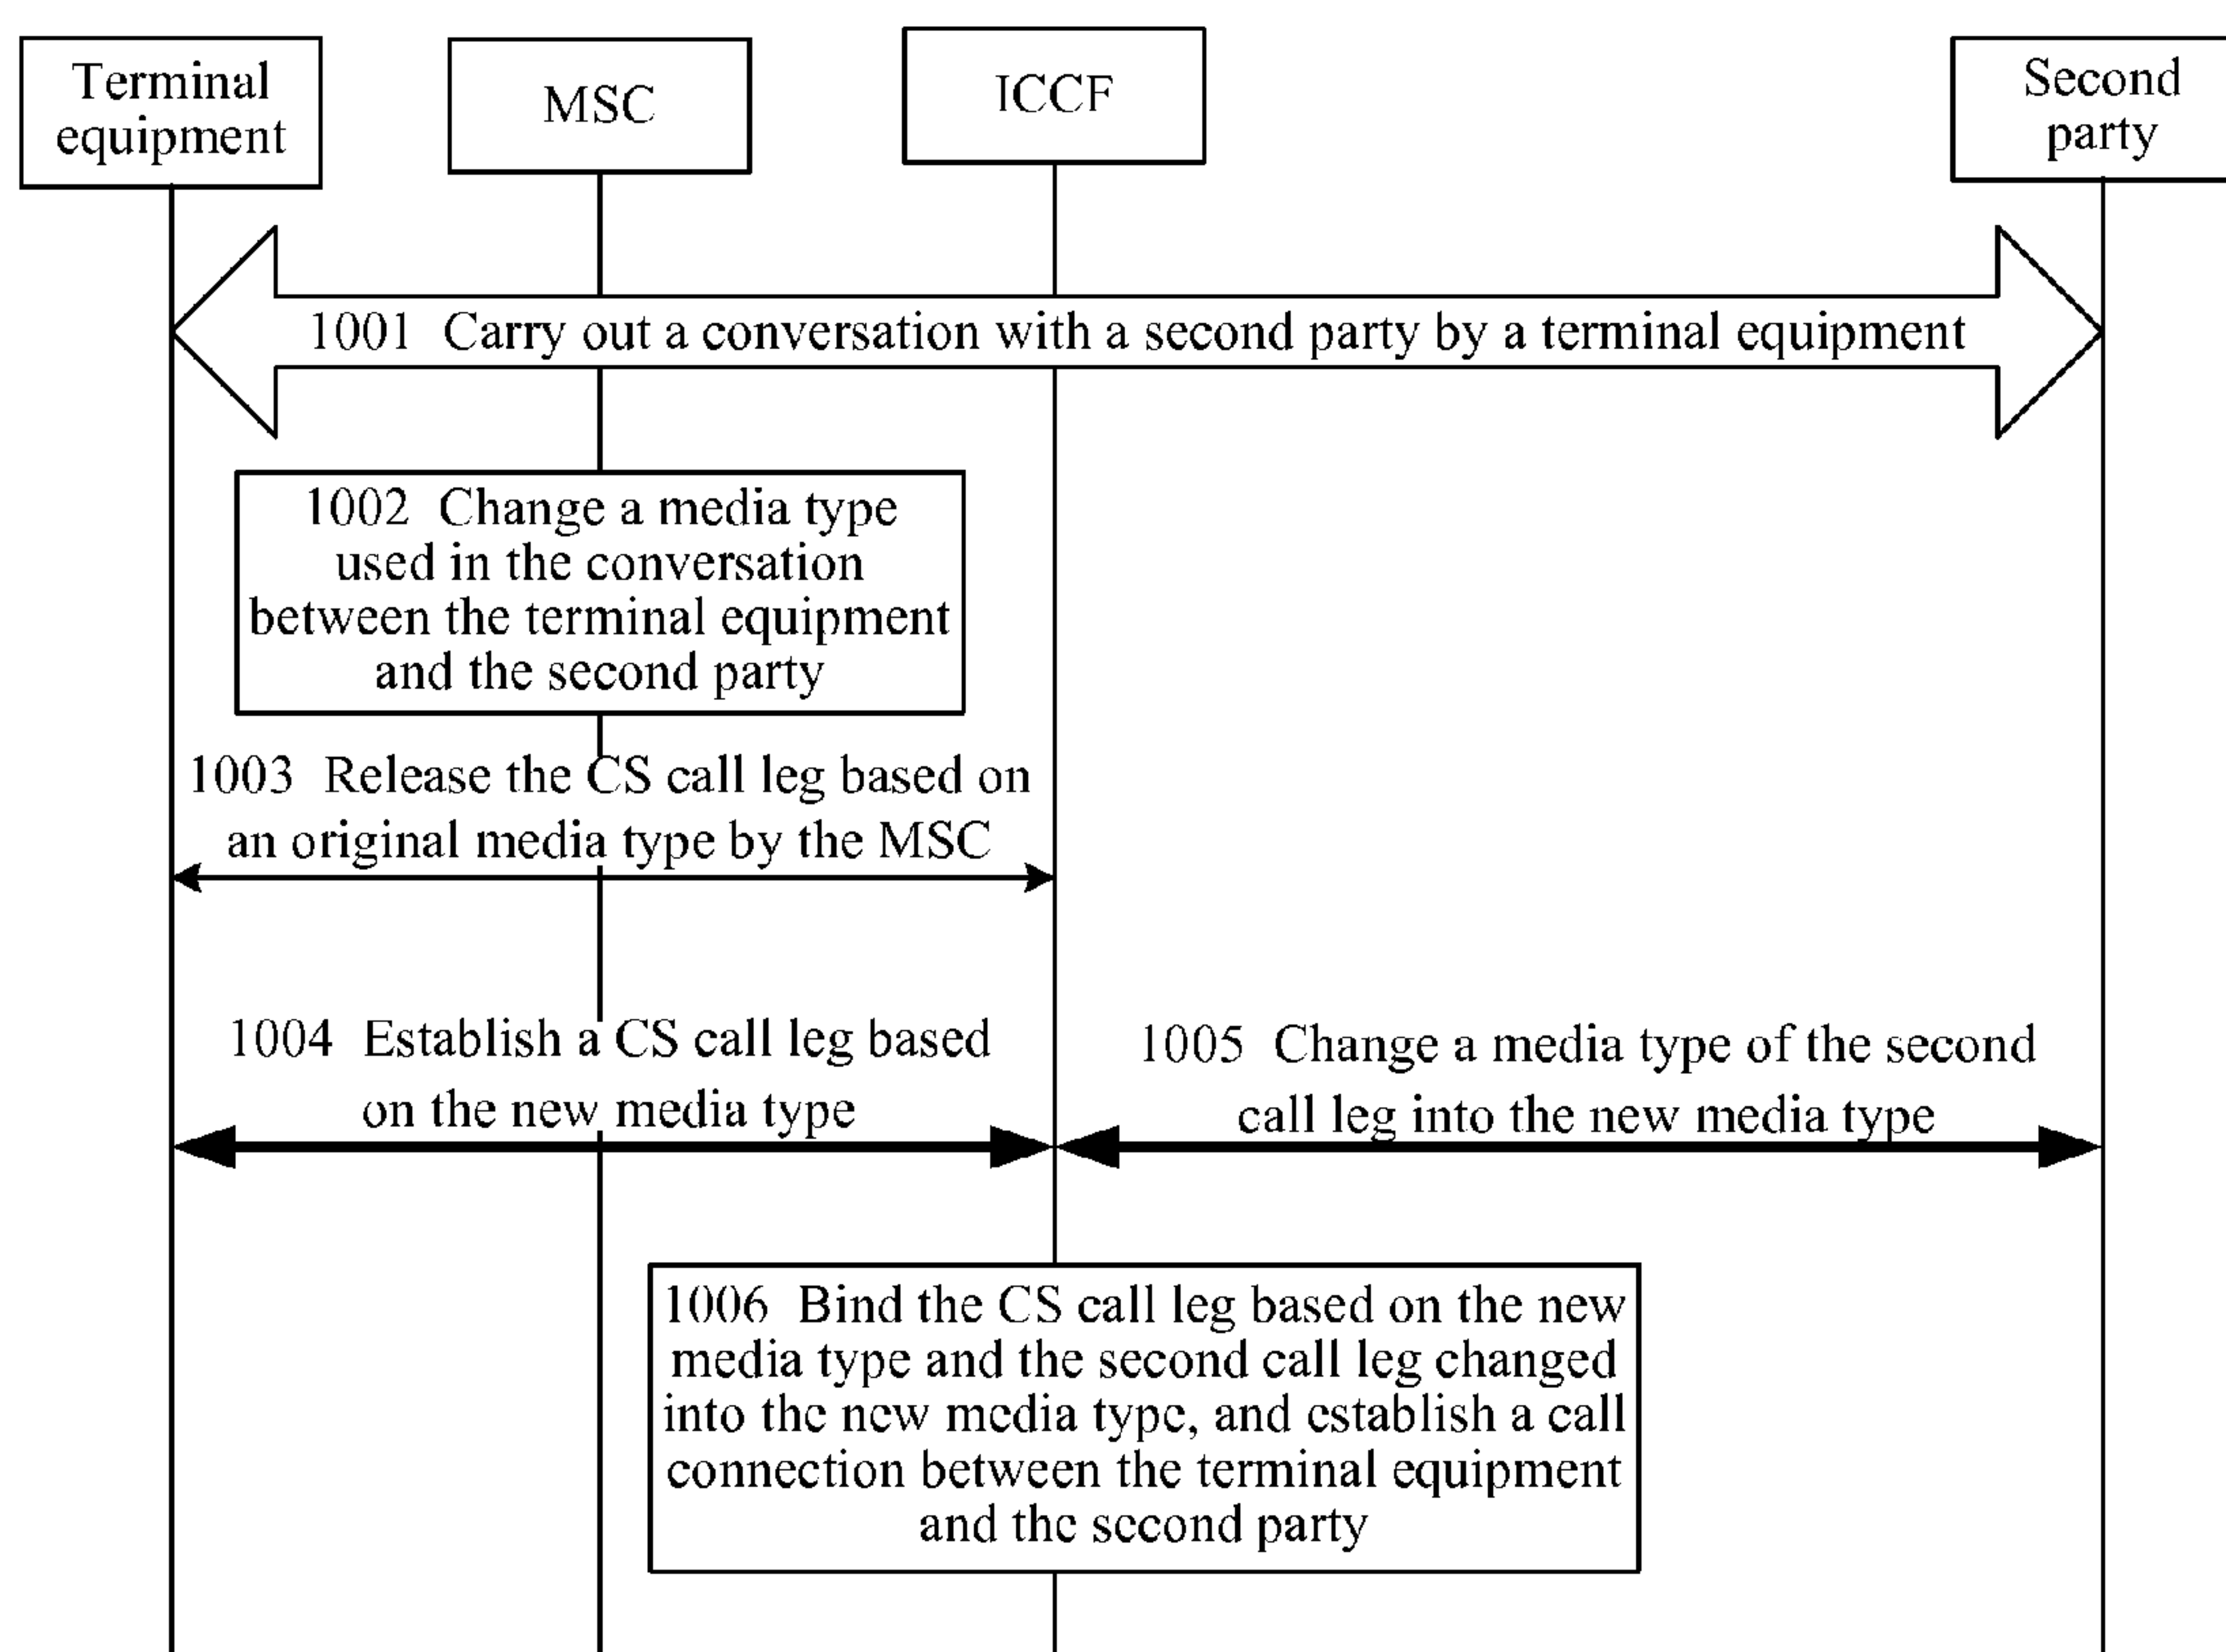 Terminal
equipment
MSC
ICCF
Second
party
1001 Carry out a conversation with a second party by a terminal equipment
1002 Change a media type
used in the conversation
between the terminal equipment
and the second party
1003 Release the CS call leg based on
an original media type by the MSC
1004 Establish a CS call leg based
on the new media type
1005 Change a media type of the second
call leg into the new media type
1006 Bind the CS call leg based on the new
media type and the second call leg changed
into the new media type, and establish a call
connection between the terminal equipment
and the second party